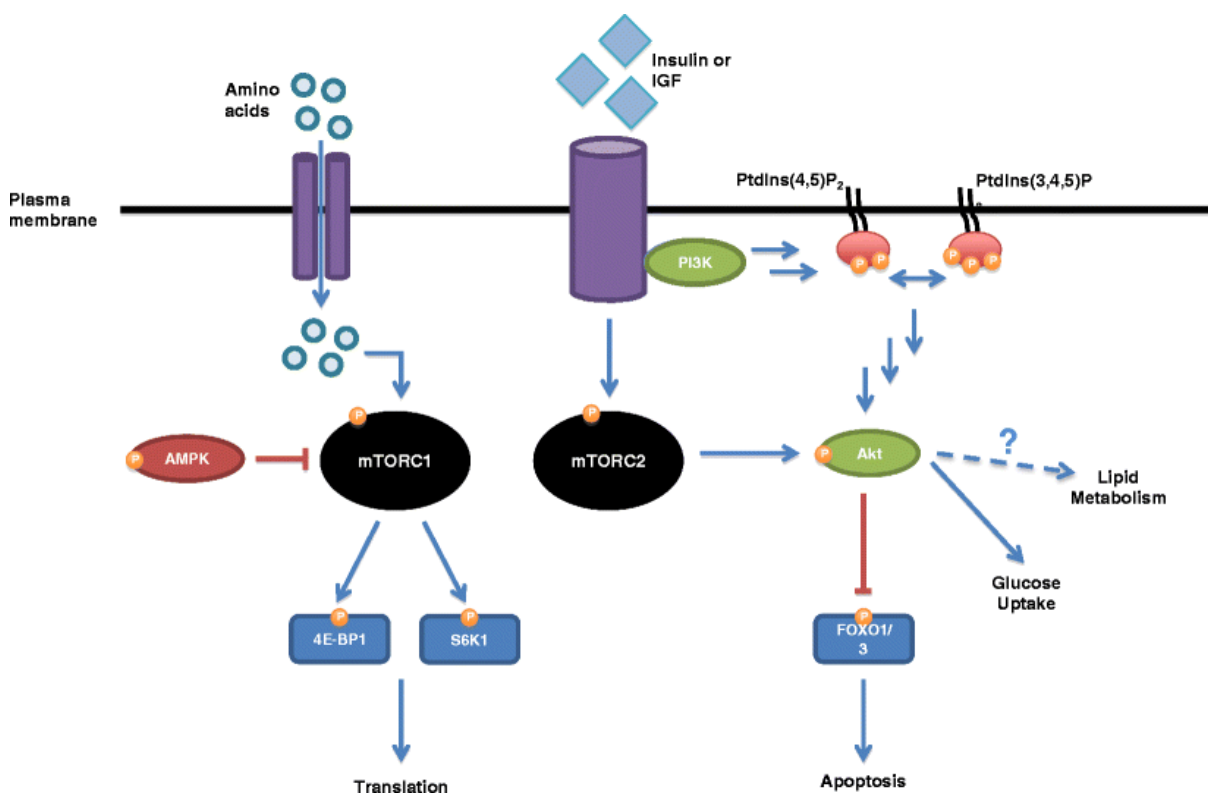 Insulin or
IGF
Amino
acids
PtdIns(4,5)P2
PtdIns(3,4,5)P
Plasma
membrane
PI3K
P
P
P
P
P
P
P
AMPK
P
mTORC1
mTORC2
P
Akt
?
Lipid
Metabolism
Glucose
Uptake
P
4E-BP1
P
S6K1
P
FOXO1/
3
Translation
Apoptosis